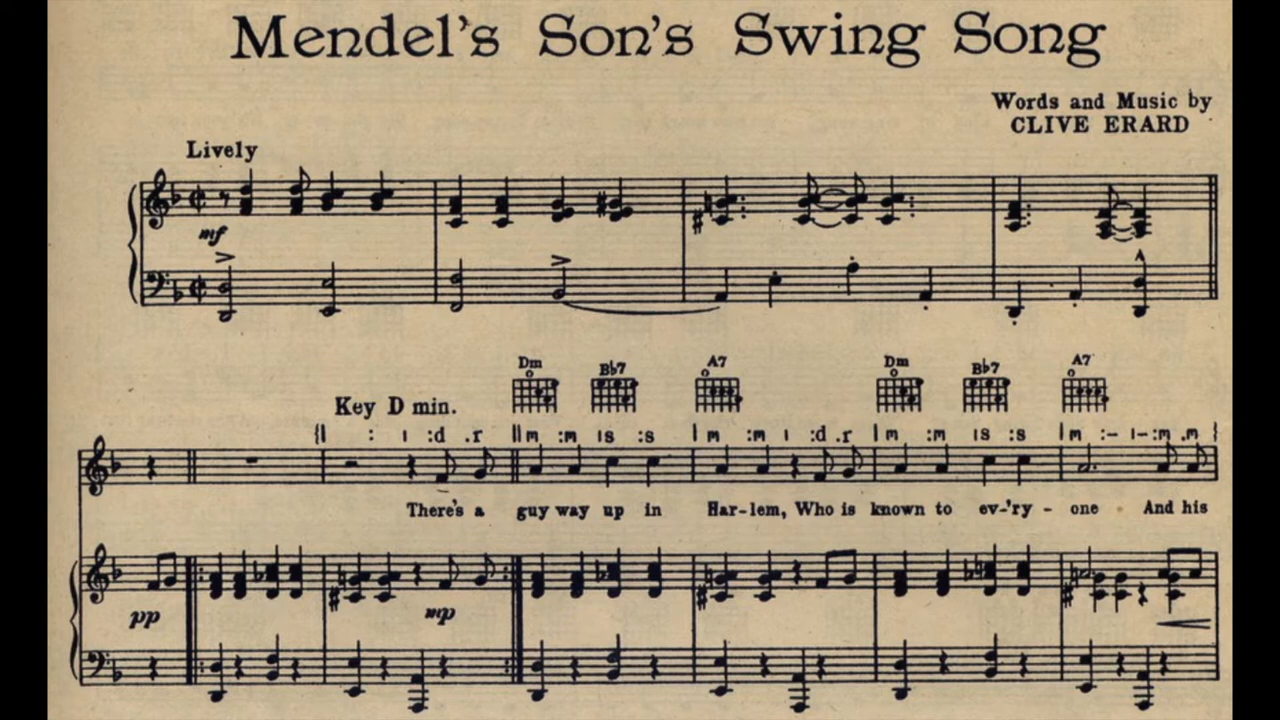 Mendel's Son's Swing Song
Words and Music by
CLIVE ERARD
Lively
mf
Dm Bb7 A7 Dm Bb7 A7
Key D min.
{| : | :d .r || m :m |s :s | m :m | :d .r | m :m |s :s | m :– |–:m .m }
There's a guy way up in Har-lem, Who is known to ev-'ry - one And his
pp mp